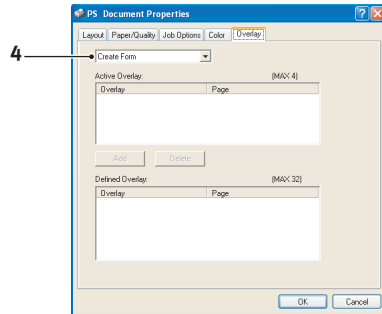 PS Document Properties
Layout Paper/Quality Job Options Color Overlay
4
Create Form
Active Overlay: (MAX 4)
Overlay Page
Add Delete
Defined Overlay: (MAX 32)
Overlay Page
OK Cancel